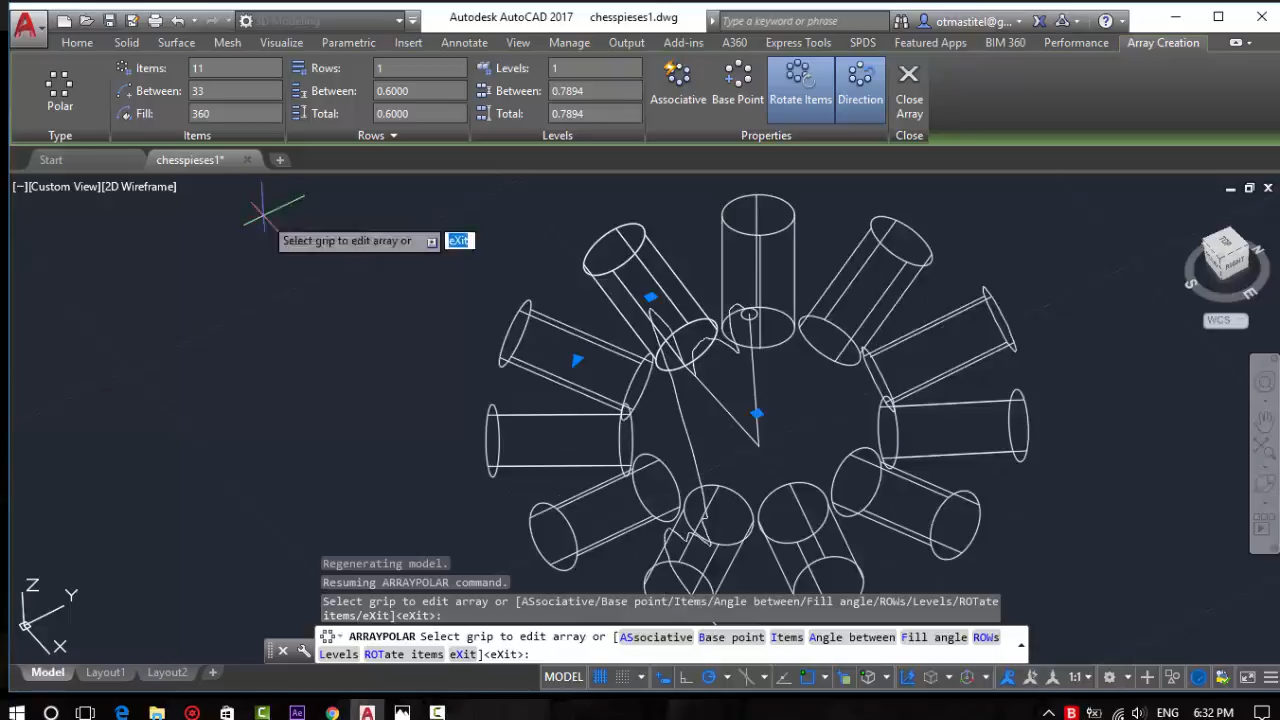 3D Modeling Autodesk AutoCAD 2017 chesspieses1.dwg Type a keyword or phrase otmastitel@g...
Home Solid Surface Mesh Visualize Parametric Insert Annotate View Manage Output Add-ins A360 Express Tools SPDS Featured Apps BIM 360 Performance Array Creation
Items: 11 Rows: 1 Levels: 1
Between: 33 Between: 0.6000 Between: 0.7894
Fill: 360 Total: 0.6000 Total: 0.7894
Polar Associative Base Point Rotate Items Direction Close Array
Type Items Rows Levels Properties Close
Start chesspieses1*
[−][Custom View][2D Wireframe]
Select grip to edit array or eXit
TOP
RIGHT
N
S
E
WCS
Regenerating model.
Resuming ARRAYPOLAR command.
Select grip to edit array or [ASsociative/Base point/Items/Angle between/Fill angle/ROWs/Levels/ROTate
items/eXit]<eXit>:
ARRAYPOLAR Select grip to edit array or [ASsociative Base point Items Angle between Fill angle ROWs
Levels ROTate items eXit]<eXit>:
Z
Y
X
Model Layout1 Layout2 MODEL 1:1
ENG 6:32 PM